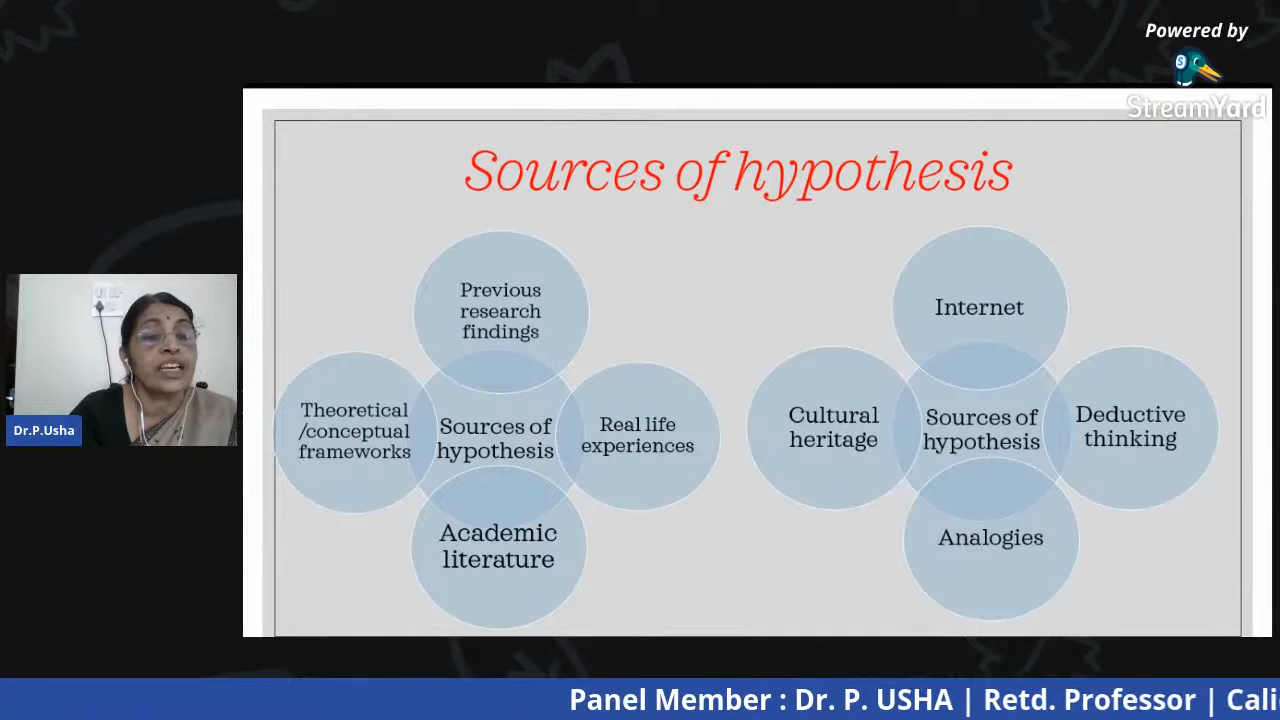 Powered by
StreamYard
Sources of hypothesis
Previous
research
findings
Theoretical
/conceptual
frameworks
Sources of
hypothesis
Real life
experiences
Academic
literature
Internet
Cultural
heritage
Sources of
hypothesis
Deductive
thinking
Analogies
Dr.P.Usha
Panel Member : Dr. P. USHA | Retd. Professor | Cali